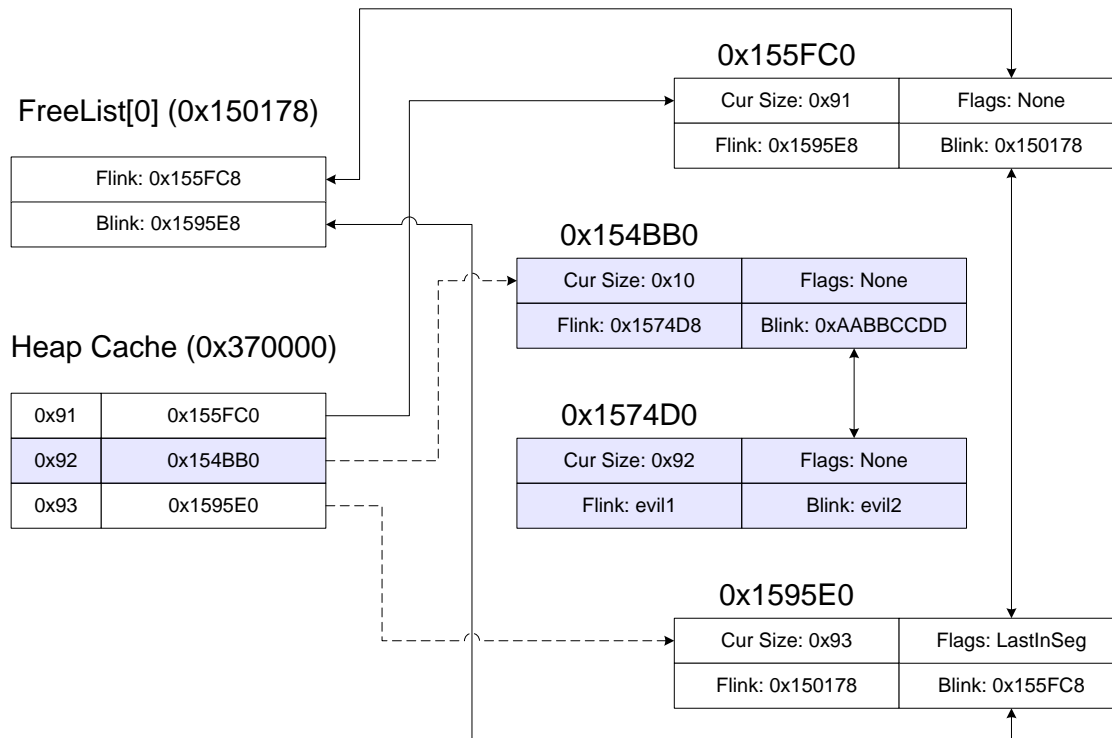 FreeList[0] (0x150178)
Flink: 0x155FC8
Blink: 0x1595E8
Heap Cache (0x370000)
0x91 0x155FC0
0x92 0x154BB0
0x93 0x1595E0
0x155FC0
Cur Size: 0x91 Flags: None
Flink: 0x1595E8 Blink: 0x150178
0x154BB0
Cur Size: 0x10 Flags: None
Flink: 0x1574D8 Blink: 0xAABBCCDD
0x1574D0
Cur Size: 0x92 Flags: None
Flink: evil1 Blink: evil2
0x1595E0
Cur Size: 0x93 Flags: LastInSeg
Flink: 0x150178 Blink: 0x155FC8